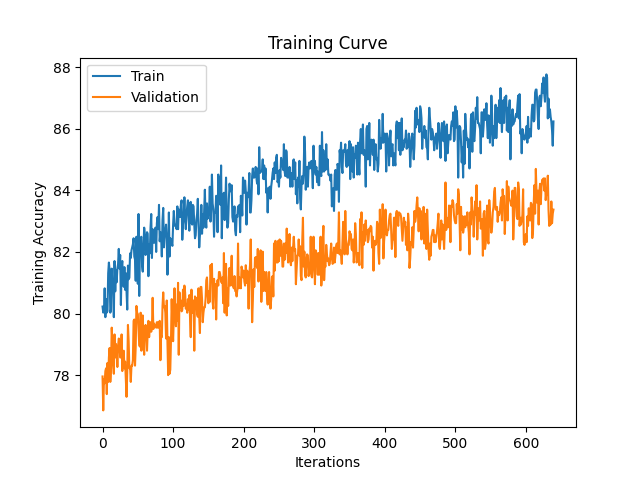 Training Curve
Train
Validation
Training Accuracy
88
86
84
82
80
78
0 100 200 300 400 500 600
Iterations